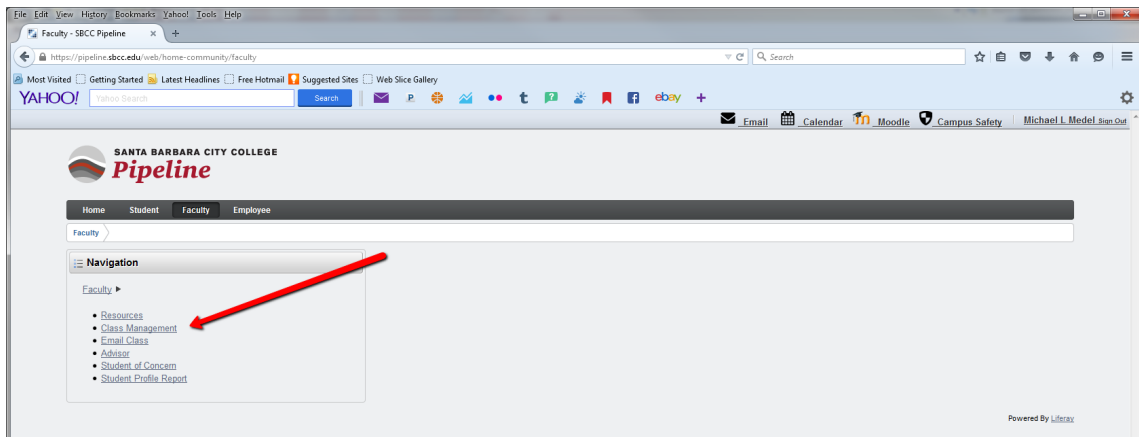 File Edit View History Bookmarks Yahoo! Tools Help
Faculty - SBCC Pipeline × +
https://pipeline.sbcc.edu/web/home-community/faculty Search
Most Visited Getting Started Latest Headlines Free Hotmail Suggested Sites Web Slice Gallery
YAHOO! Yahoo Search Search t ebay +
Email Calendar Moodle Campus Safety Michael L Medel Sign Out
SANTA BARBARA CITY COLLEGE
Pipeline
Home Student Faculty Employee
Faculty
Navigation
Faculty
Resources
Class Management
Email Class
Advisor
Student of Concern
Student Profile Report
Powered By Liferay